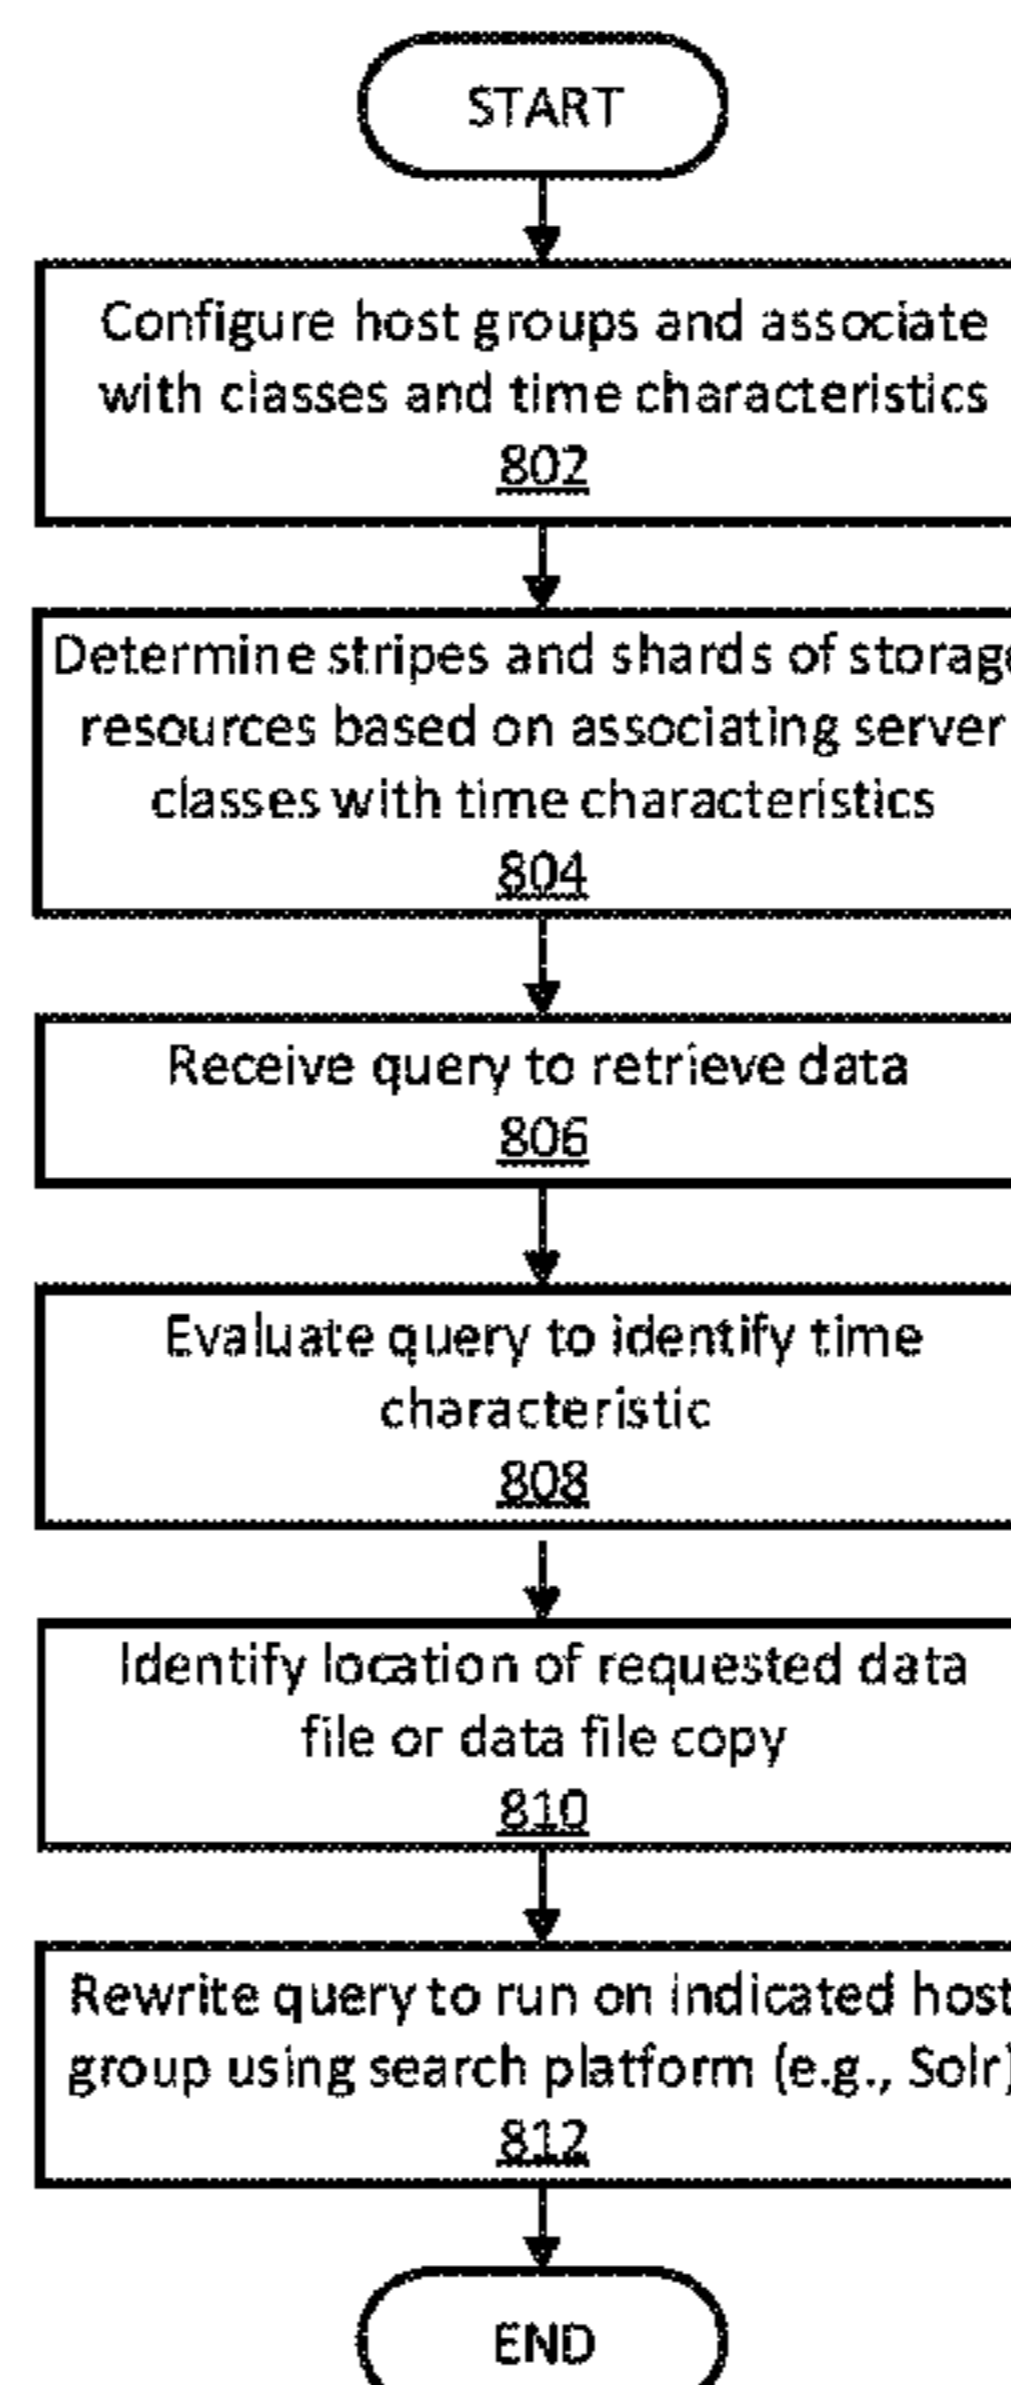 START
Configure host groups and associate
with classes and time characteristics
802
Determine stripes and shards of storage
resources based on associating server
classes with time characteristics
804
Receive query to retrieve data
806
Evaluate query to identify time
characteristic
808
Identify location of requested data
file or data file copy
810
Rewrite query to run on indicated host
group using search platform (e.g., Solr)
812
END